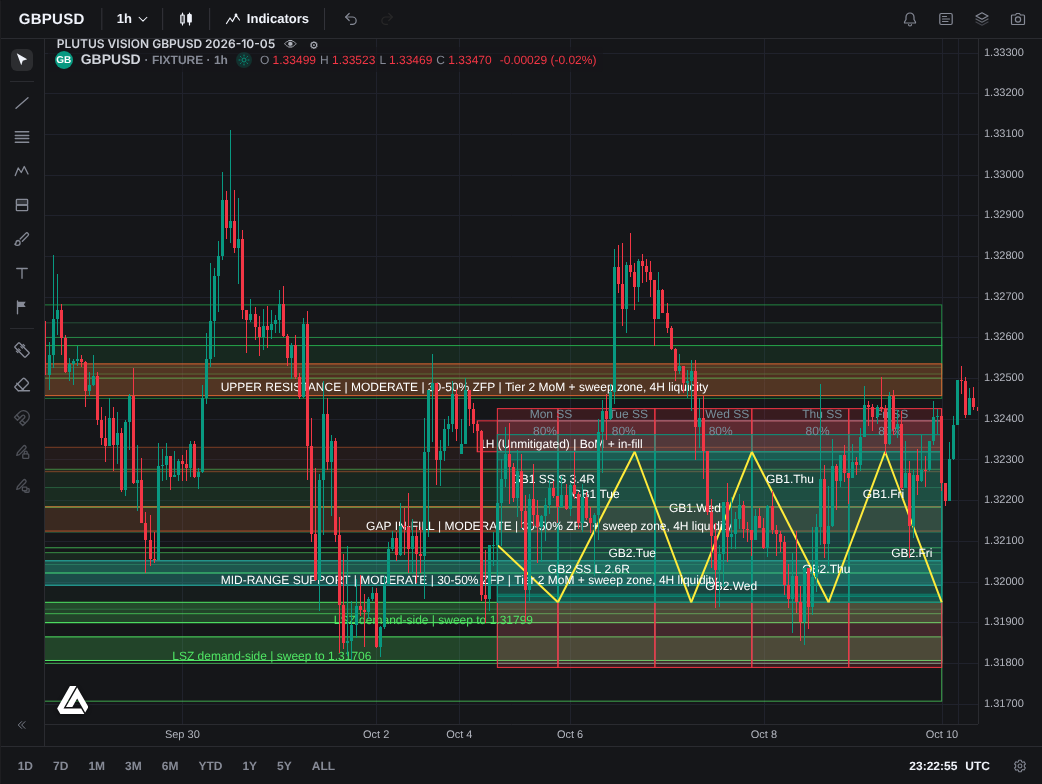 GBPUSD 1h Indicators
PLUTUS VISION GBPUSD 2026-10-05
GB GBPUSD · FIXTURE · 1h O 1.33499 H 1.33523 L 1.33469 C 1.33470 -0.00029 (-0.02%)
1.33300
1.33200
1.33100
1.33000
1.32900
1.32800
1.32700
1.32600
1.32500
1.32400
1.32300
1.32200
1.32100
1.32000
1.31900
1.31800
1.31700
UPPER RESISTANCE | MODERATE | 30-50% ZFP | Tier 2 MoM + sweep zone, 4H liquidity
Mon SS Tue SS Wed SS Thu SS SS
80% 80% 80% 80%
LH (Unmitigated) | BoM + in-fill
GB1 SS S 3.4R GB1.Thu
GB1.Tue GB1.Fri
GB1.Wed
GAP IN-FILL | MODERATE | 30-50% ZFP + sweep zone, 4H liquidity
GB2.Tue GB2.Fri
GB2 SS L 2.6R GB2.Thu
MID-RANGE SUPPORT | MODERATE | 30-50% ZFP | Tier 2 MoM + sweep zone, 4H liquidity
GB2.Wed
LSZ demand-side | sweep to 1.31799
LSZ demand-side | sweep to 1.31706
Sep 30 Oct 2 Oct 4 Oct 6 Oct 8 Oct 10
1D 7D 1M 3M 6M YTD 1Y 5Y ALL 23:22:55 UTC